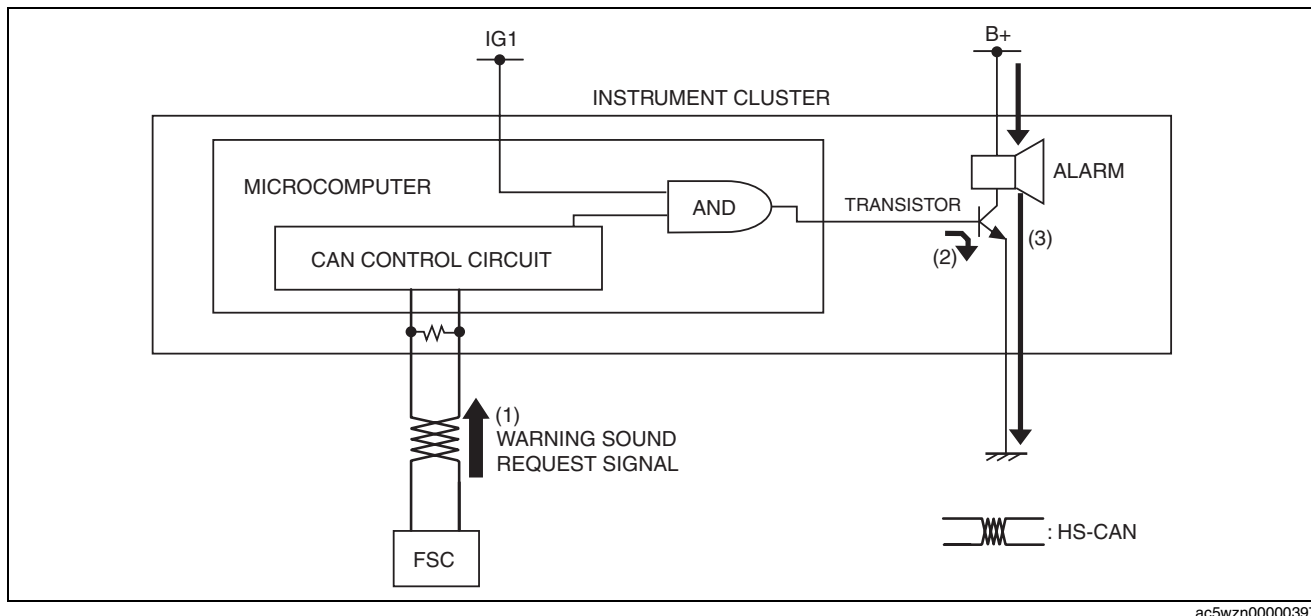 IG1
B+
INSTRUMENT CLUSTER
MICROCOMPUTER
ALARM
AND
TRANSISTOR
CAN CONTROL CIRCUIT
(2)
(3)
(1)
WARNING SOUND
REQUEST SIGNAL
: HS-CAN
FSC